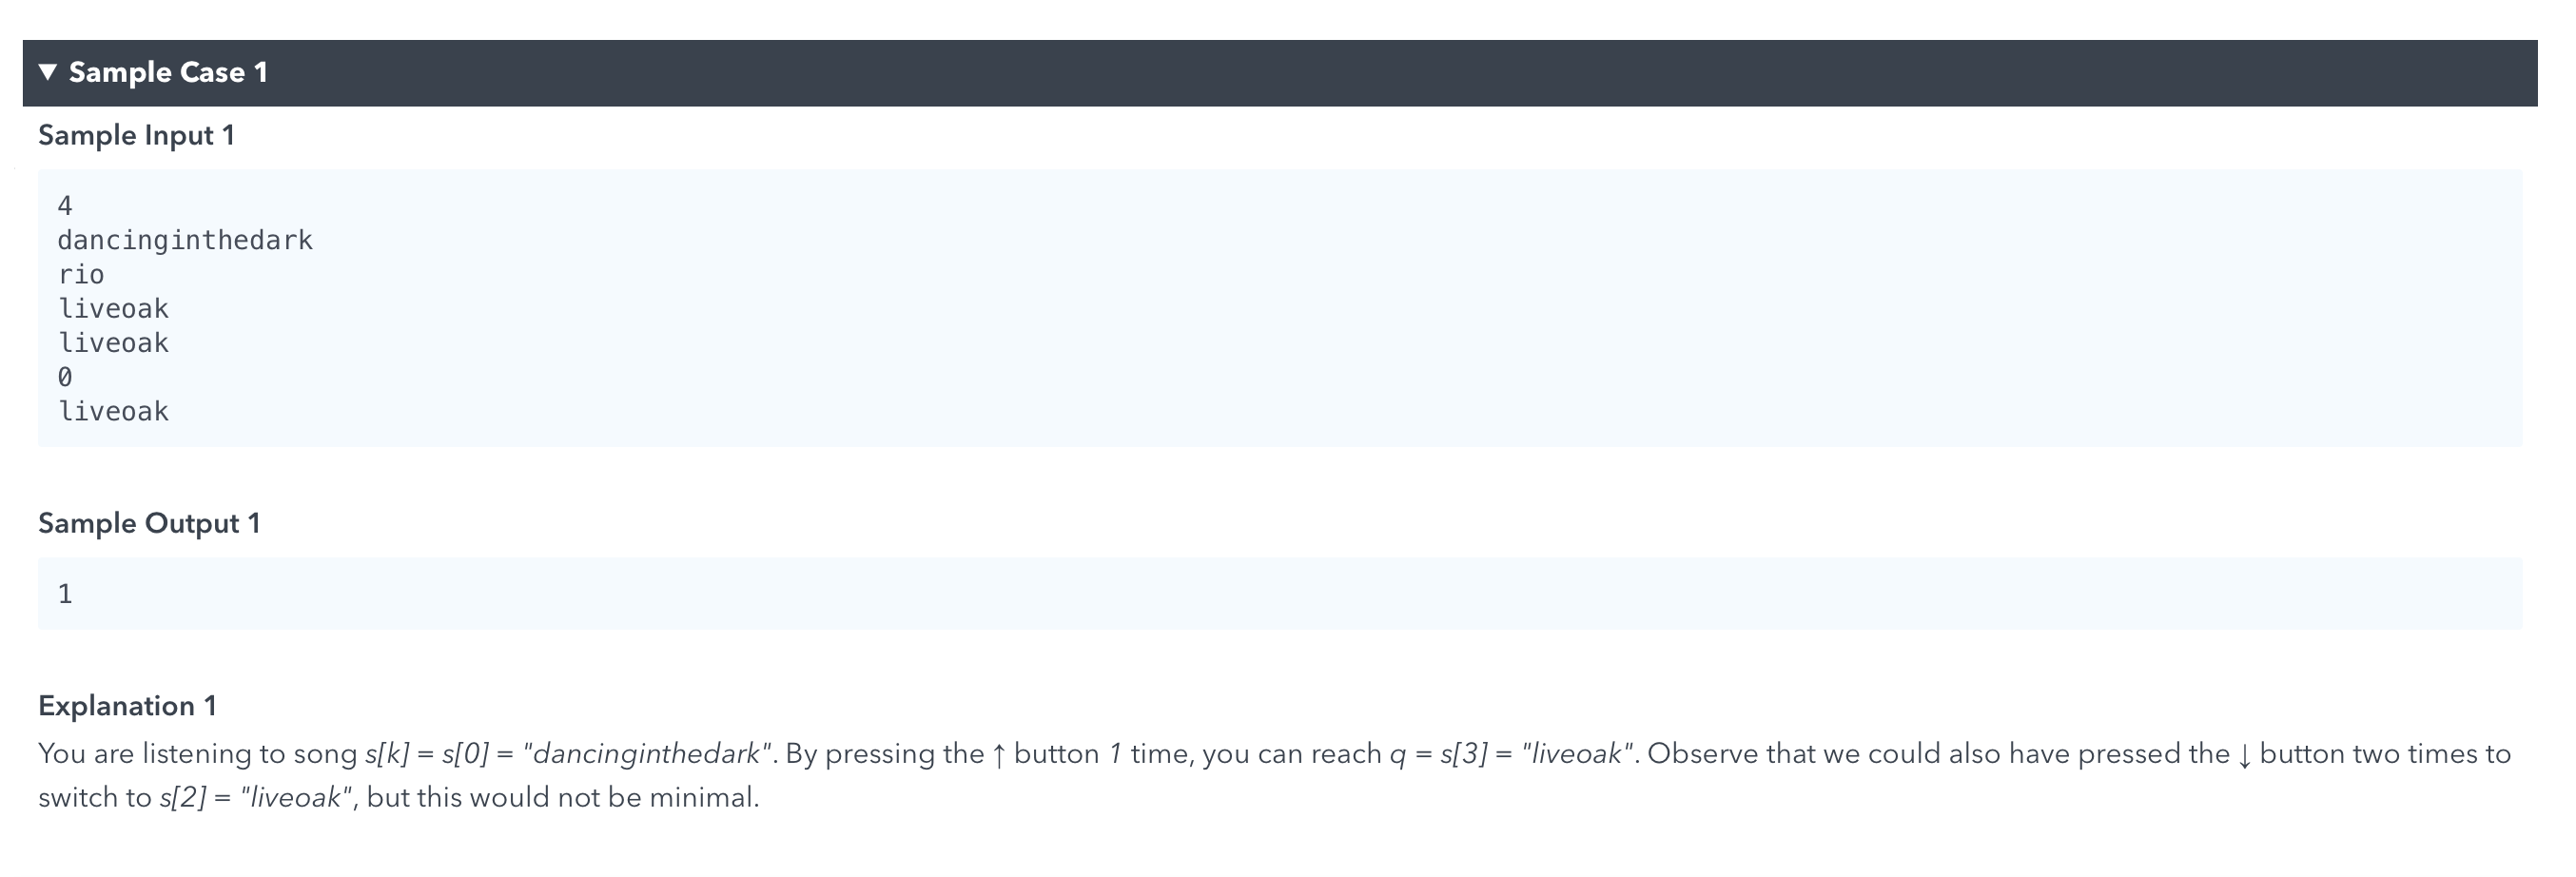 ▼ Sample Case 1
Sample Input 1
4
dancinginthedark
rio
liveoak
liveoak
0
liveoak
Sample Output 1
1
Explanation 1
You are listening to song s[k] = s[0] = "dancinginthedark". By pressing the ↑ button 1 time, you can reach q = s[3] = "liveoak". Observe that we could also have pressed the ↓ button two times to
switch to s[2] = "liveoak", but this would not be minimal.